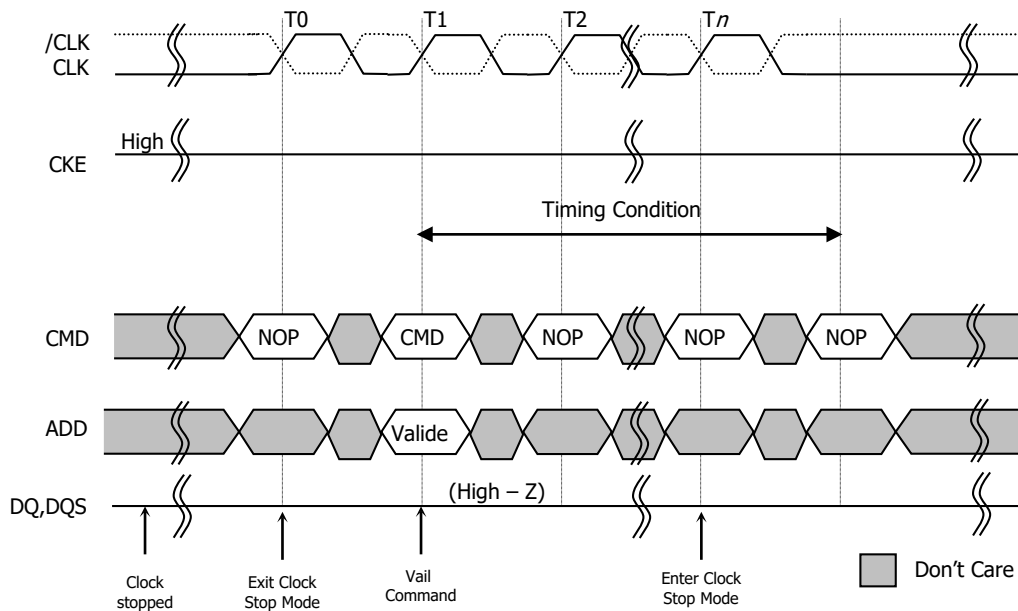 T0 T1 T2 Tn
/CLK
CLK
High
CKE
Timing Condition
CMD NOP CMD NOP NOP NOP
ADD Valide
(High – Z)
DQ,DQS
Clock
stopped
Exit Clock
Stop Mode
Vail
Command
Enter Clock
Stop Mode
Don't Care